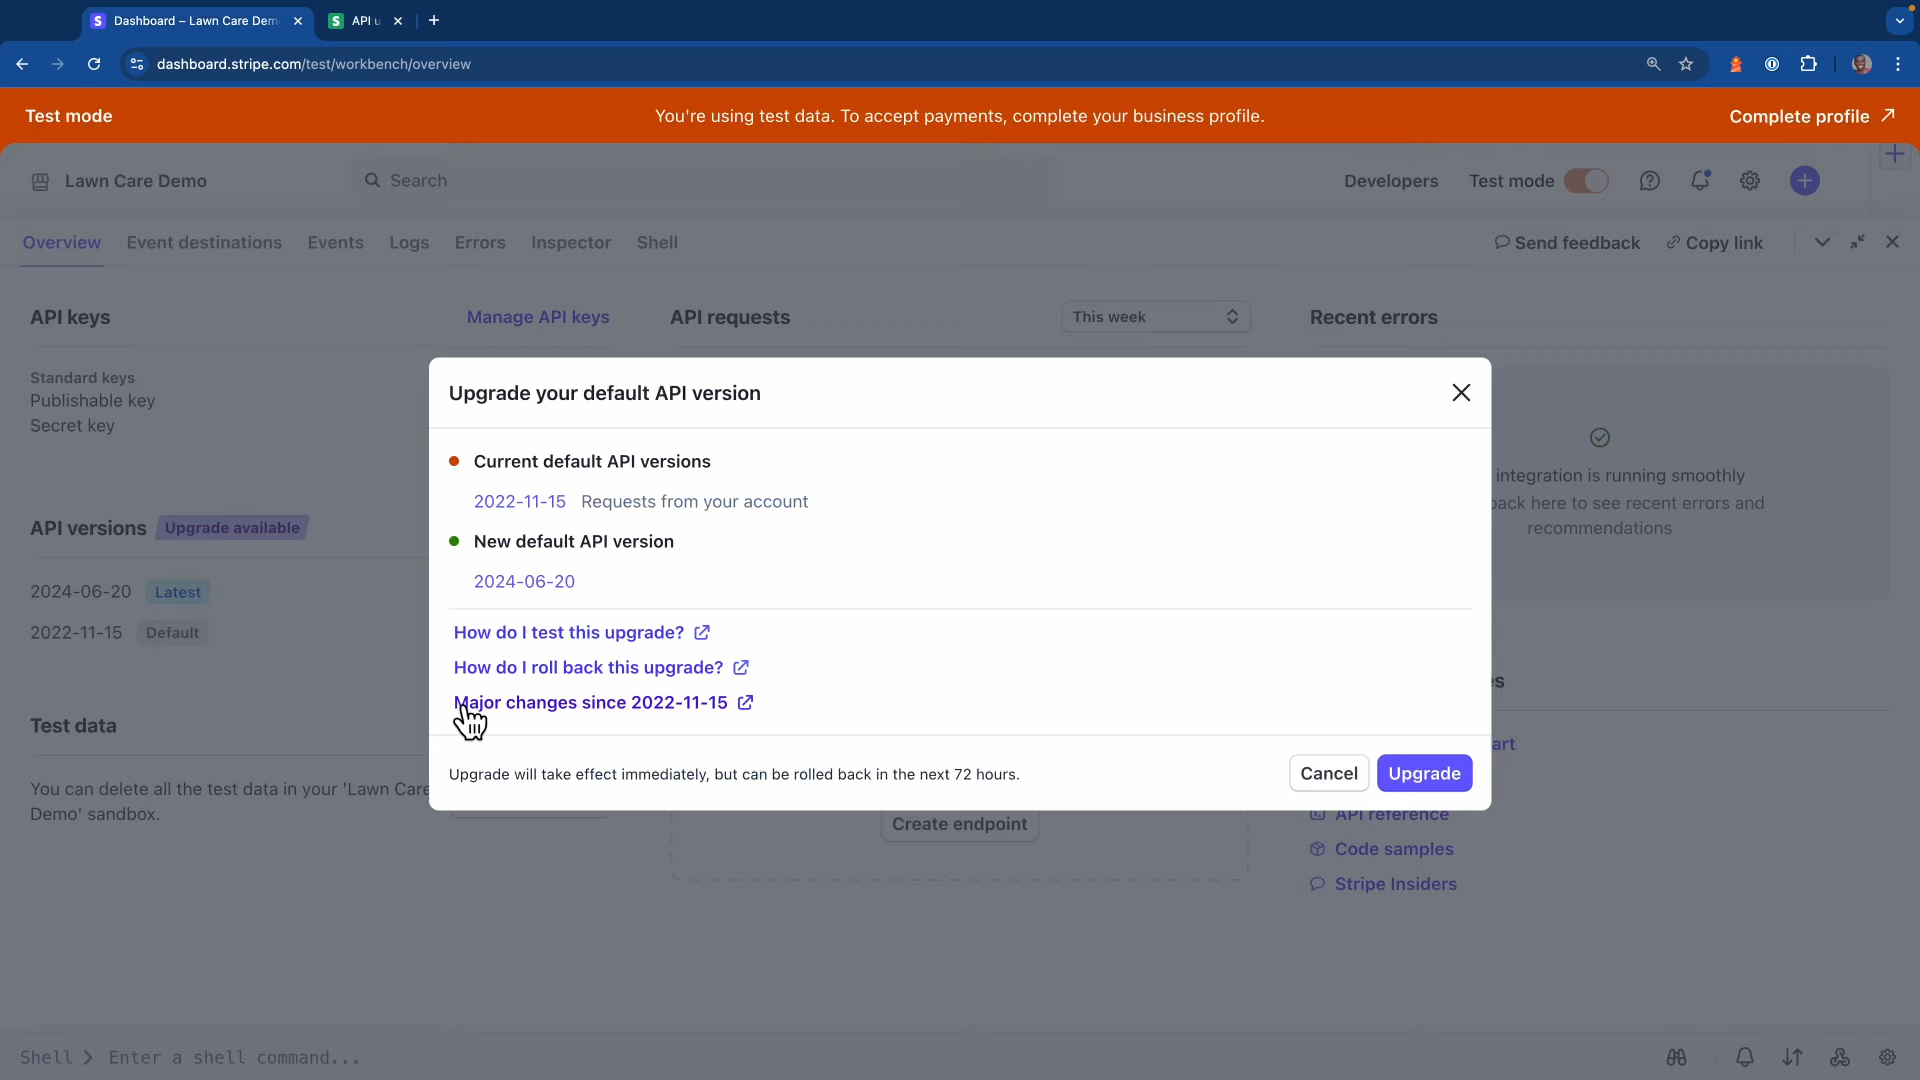 Dashboard – Lawn Care Dem
API u
dashboard.stripe.com/test/workbench/overview
Test mode
You're using test data. To accept payments, complete your business profile.
Complete profile
Lawn Care Demo
Search
Developers
Test mode
Overview
Event destinations
Events
Logs
Errors
Inspector
Shell
Send feedback
Copy link
API keys
Manage API keys
API requests
This week
Recent errors
Standard keys
Publishable key
Secret key
integration is running smoothly
back here to see recent errors and
recommendations
API versions
Upgrade available
2024-06-20
Latest
2022-11-15
Default
Test data
You can delete all the test data in your 'Lawn Care
Demo' sandbox.
Upgrade your default API version
Current default API versions
2022-11-15 Requests from your account
New default API version
2024-06-20
How do I test this upgrade?
How do I roll back this upgrade?
Major changes since 2022-11-15
Upgrade will take effect immediately, but can be rolled back in the next 72 hours.
Cancel
Upgrade
Create endpoint
es
art
API reference
Code samples
Stripe Insiders
Shell
Enter a shell command...